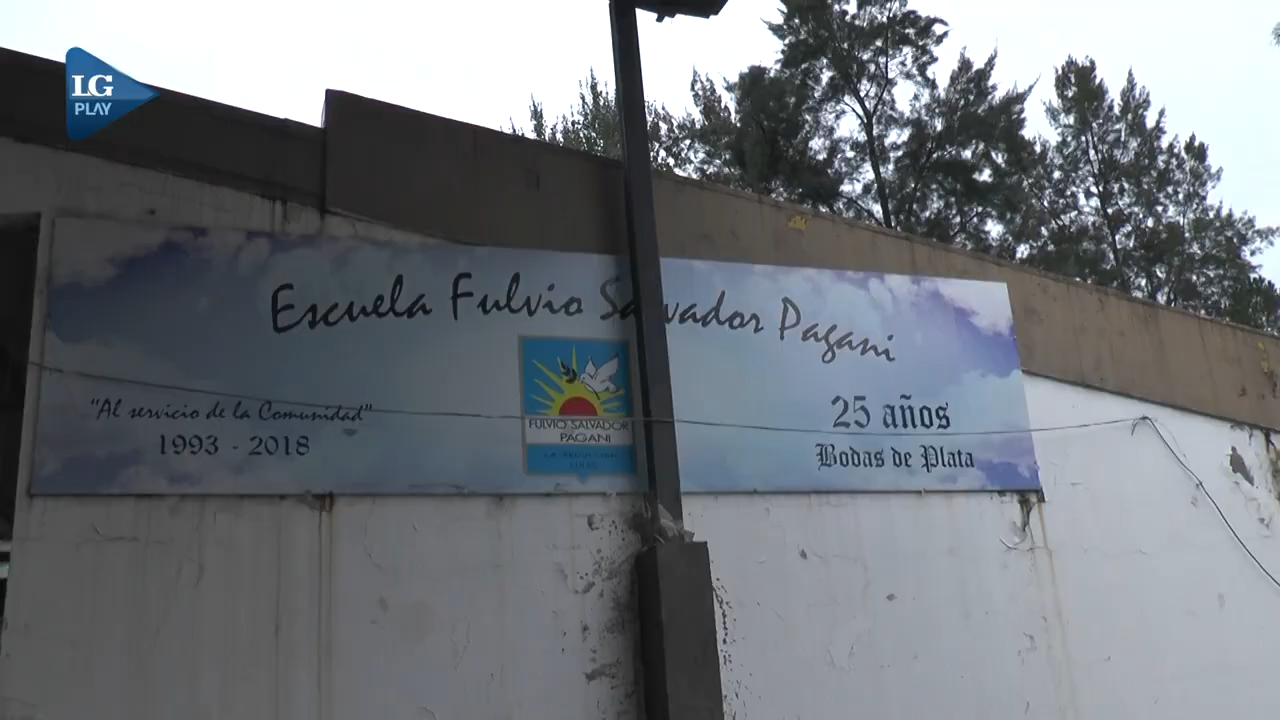 LG
PLAY
Escuela Fulvio Salvador Pagani
"Al servicio de la Comunidad"
1993 - 2018
FULVIO SALVADOR
PAGANI
25 años
Bodas de Plata